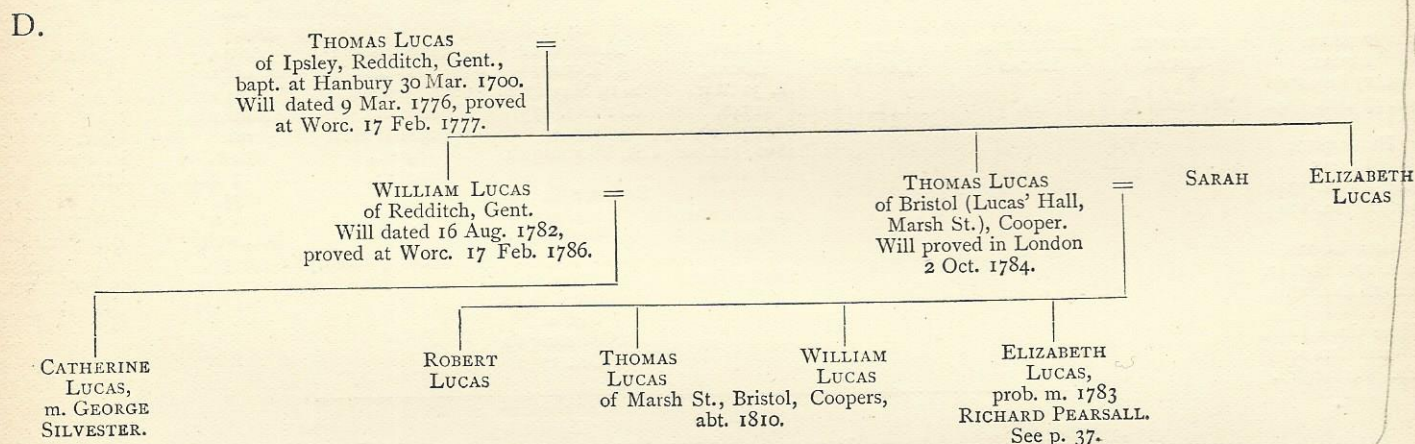 D.
THOMAS LUCAS =
of Ipsley, Redditch, Gent.,
bapt. at Hanbury 30 Mar. 1700.
Will dated 9 Mar. 1776, proved
at Worc. 17 Feb. 1777.
WILLIAM LUCAS =
of Redditch, Gent.
Will dated 16 Aug. 1782,
proved at Worc. 17 Feb. 1786.
THOMAS LUCAS =
of Bristol (Lucas' Hall,
Marsh St.), Cooper.
Will proved in London
2 Oct. 1784.
SARAH
ELIZABETH
LUCAS
CATHERINE
LUCAS,
m. GEORGE
SILVESTER.
ROBERT
LUCAS
THOMAS
LUCAS
WILLIAM
LUCAS
of Marsh St., Bristol, Coopers,
abt. 1810.
ELIZABETH
LUCAS,
prob. m. 1783
RICHARD PEARSALL.
See p. 37.